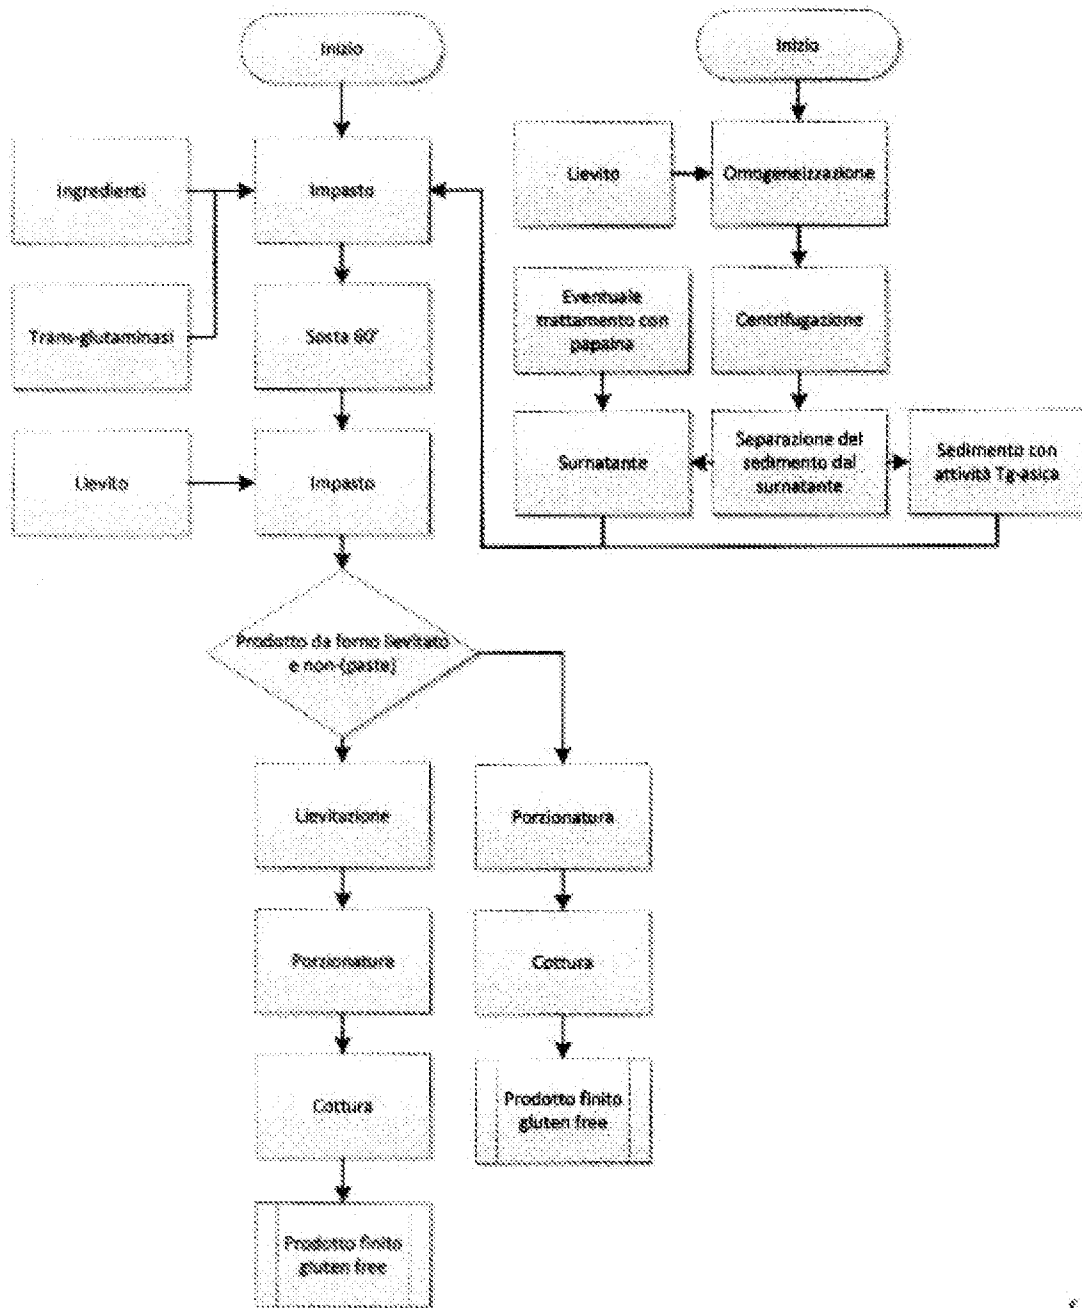 Inizio
Inizio
Ingredienti
Impasto
Lievito
Omogeneizzazione
Trans-glutaminasi
Sosta 60'
Eventuale
trattamento con
papaina
Centrifugazione
Lievito
Impasto
Surnatante
Separazione del
sedimento dal
surnatante
Sedimento con
attività Tg-asica
Prodotto da forno lievitato
e non-(pasta)
Lievitazione
Porzionatura
Porzionatura
Cottura
Cottura
Prodotto finito
gluten free
Prodotto finito
gluten free